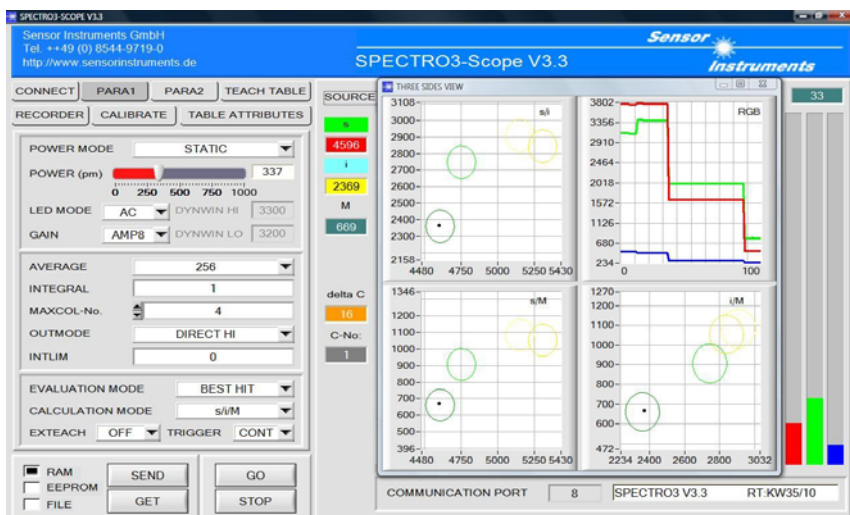 SPECTRO3-SCOPE V3.3
Sensor Instruments GmbH
Tel. ++49 (0) 8544-9719-0
http://www.sensorinstruments.de
SPECTRO3-Scope V3.3
Sensor
Instruments
CONNECT PARA1 PARA2 TEACH TABLE
RECORDER CALIBRATE TABLE ATTRIBUTES
POWER MODE STATIC
POWER (pm) 337
0 250 500 750 1000
LED MODE AC DYNWIN HI 3300
GAIN AMP8 DYNWIN LO 3200
AVERAGE 256
INTEGRAL 1
MAXCOL-No. 4
OUTMODE DIRECT HI
INTLIM 0
EVALUATION MODE BEST HIT
CALCULATION MODE s/i/M
EXTEACH OFF TRIGGER CONT
RAM
EEPROM
FILE
SEND GO
GET STOP
SOURCE
s
4596
i
2369
M
669
delta C
16
C-No:
1
THREE SIDES VIEW
s/i
3108
3000
2900
2800
2700
2600
2500
2400
2300
2158
4480 4750 5000 5250 5430
RGB
3802
3356
2910
2464
2018
1572
1126
680
234
0 100
s/M
1346
1200
1100
1000
900
800
700
600
500
396
4480 4750 5000 5250 5430
i/M
1270
1200
1100
1000
900
800
700
600
472
2234 2400 2600 2800 3032
33
COMMUNICATION PORT 8 SPECTRO3 V3.3 RT:KW35/10